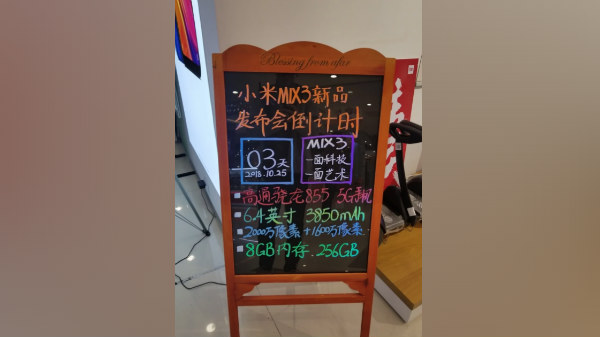 Blessing from afar
小米MIX3新品
发布会倒计时
03天
2018.10.25
MIX3
一面科技
一面艺术
高通骁龙855 5G手机
6.4英寸 3850mAh
2000万像素+1600万像素
8GB内存.256GB